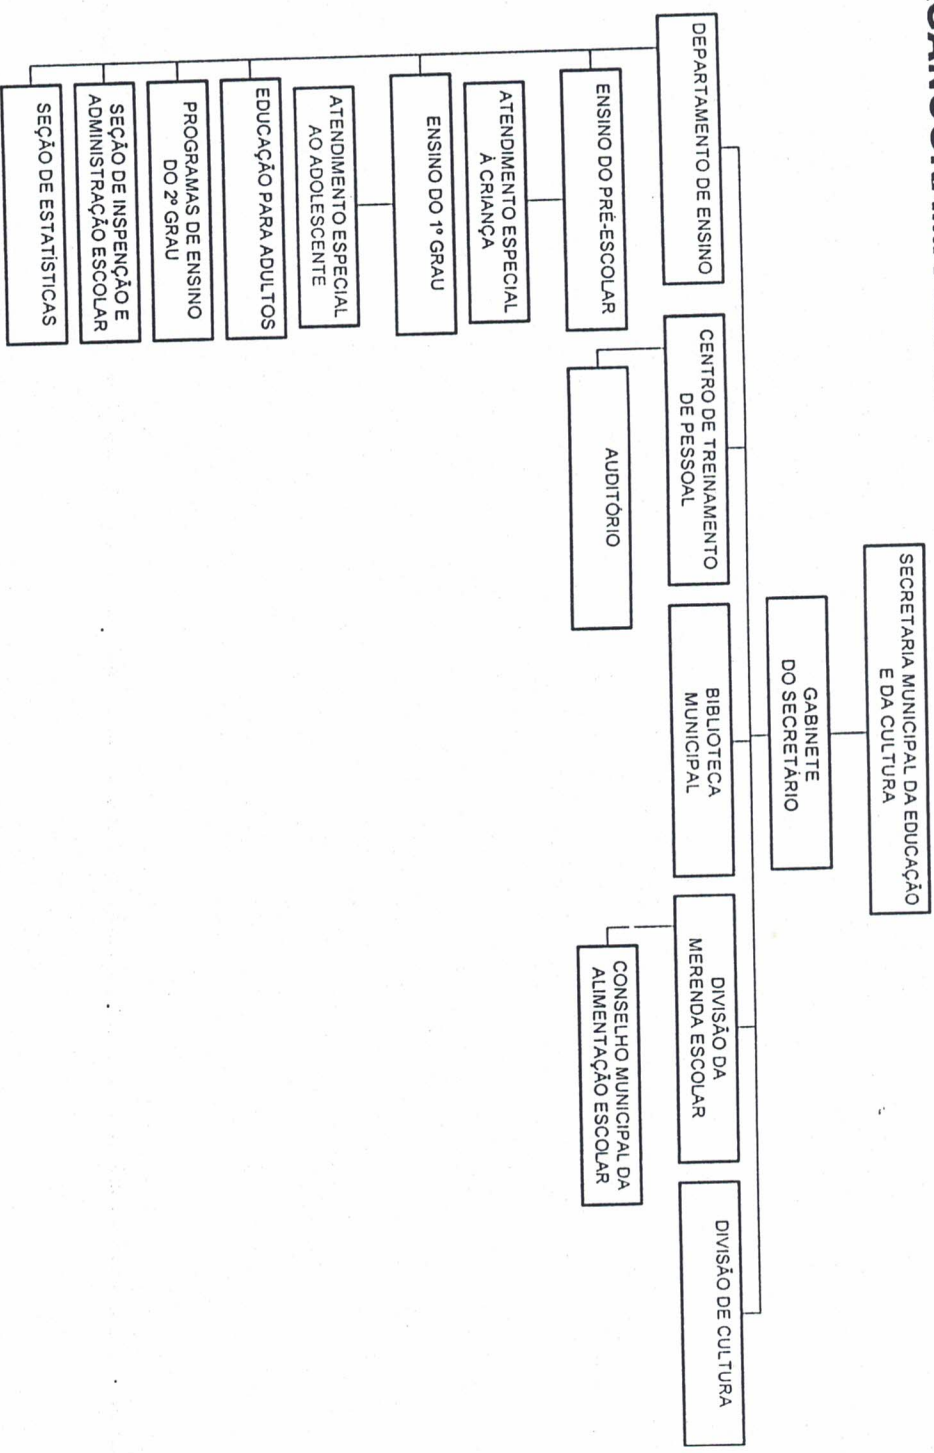 SECRETARIA MUNICIPAL DA EDUCAÇÃO
E DA CULTURA
GABINETE
DO SECRETÁRIO
DEPARTAMENTO DE ENSINO
CENTRO DE TREINAMENTO
DE PESSOAL
BIBLIOTECA
MUNICIPAL
DIVISÃO DA
MERENDA ESCOLAR
DIVISÃO DE CULTURA
ENSINO DO PRÉ-ESCOLAR
ATENDIMENTO ESPECIAL
À CRIANÇA
ENSINO DO 1º GRAU
ATENDIMENTO ESPECIAL
AO ADOLESCENTE
EDUCAÇÃO PARA ADULTOS
PROGRAMAS DE ENSINO
DO 2º GRAU
SEÇÃO DE INSPENÇÃO E
ADMINISTRAÇÃO ESCOLAR
SEÇÃO DE ESTATÍSTICAS
AUDITÓRIO
CONSELHO MUNICIPAL DA
ALIMENTAÇÃO ESCOLAR